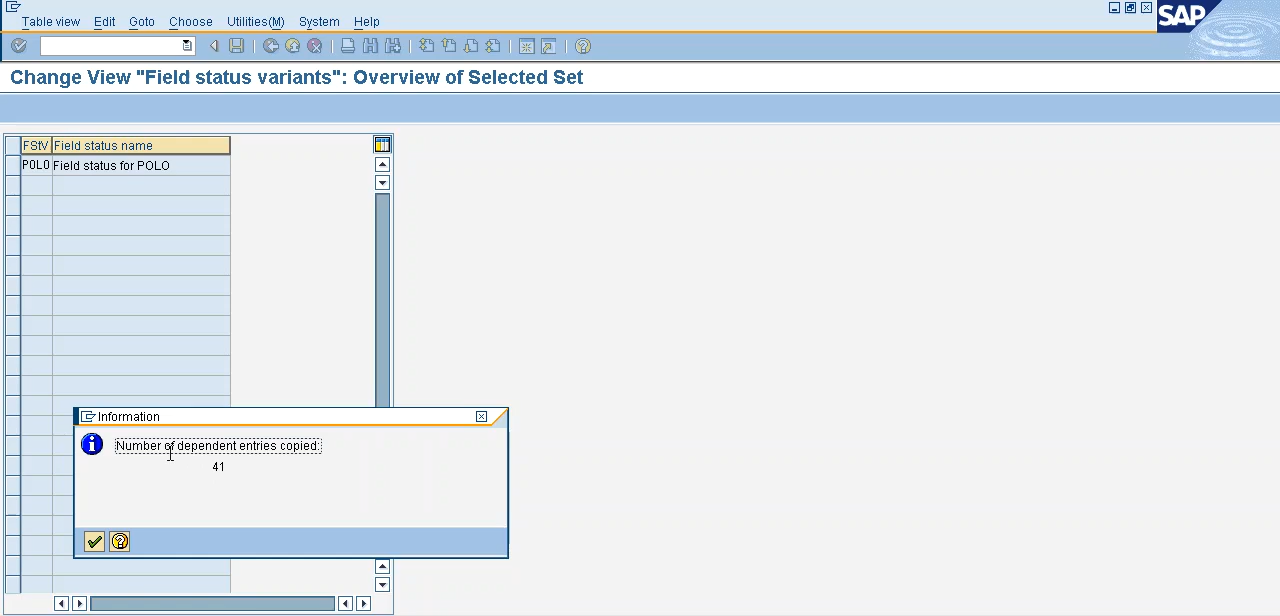 Table view Edit Goto Choose Utilities(M) System Help
SAP
Change View "Field status variants": Overview of Selected Set
FStV Field status name
POLO Field status for POLO
Information
Number of dependent entries copied:
41